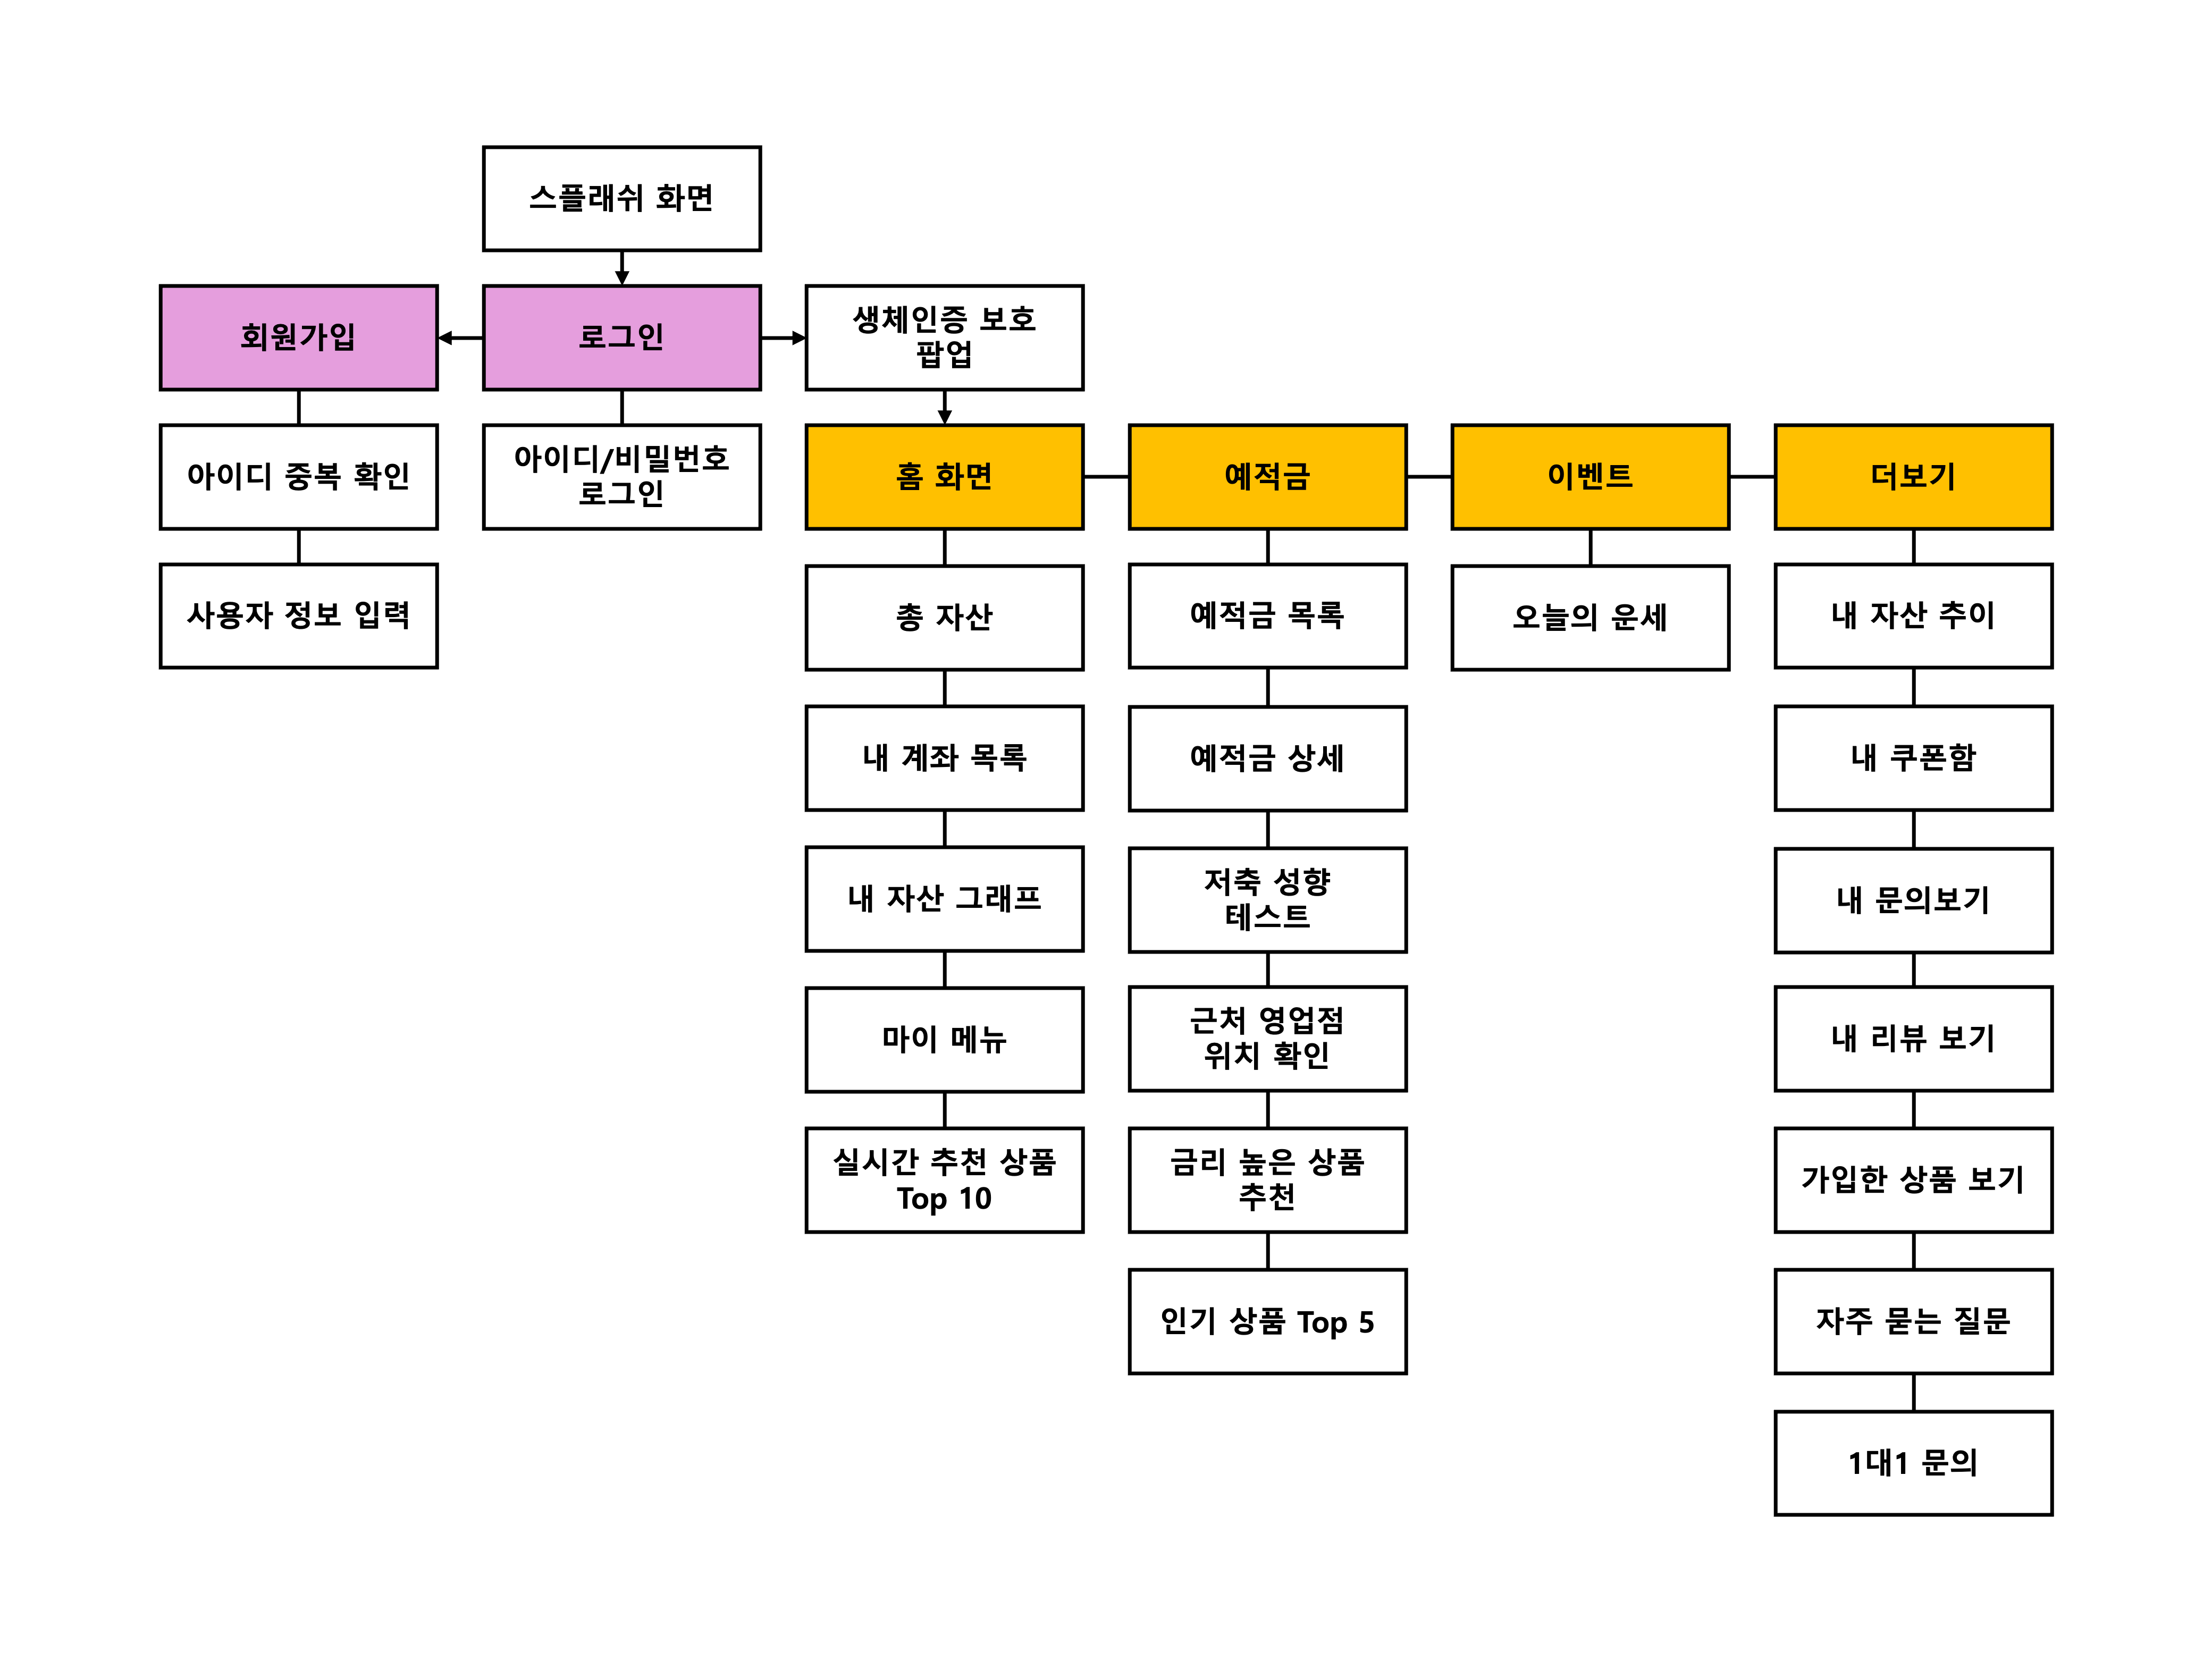 스플래쉬 화면
회원가입
로그인
생체인증 보호
팝업
아이디 중복 확인
아이디/비밀번호
로그인
홈 화면
예적금
이벤트
더보기
사용자 정보 입력
총 자산
예적금 목록
오늘의 운세
내 자산 추이
내 계좌 목록
예적금 상세
내 쿠폰함
내 자산 그래프
저축 성향
테스트
내 문의보기
마이 메뉴
근처 영업점
위치 확인
내 리뷰 보기
실시간 추천 상품
Top 10
금리 높은 상품
추천
가입한 상품 보기
인기 상품 Top 5
자주 묻는 질문
1대1 문의